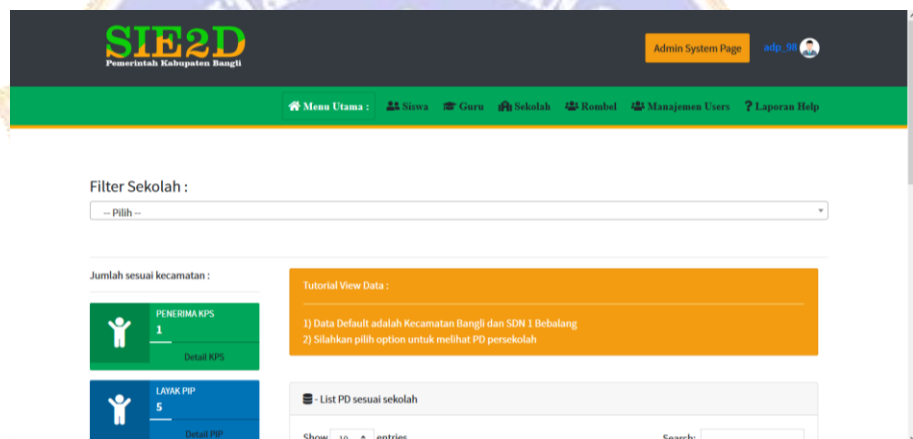 SIE2D
Pemerintah Kabupaten Bangli
Admin System Page
adp_98
Menu Utama :
Siswa
Guru
Sekolah
Rombel
Manajemen Users
Laporan Help
Filter Sekolah :
-- Pilih --
Jumlah sesuai kecamatan :
PENERIMA KPS
1
Detail KPS
LAYAK PIP
5
Detail PIP
Tutorial View Data :
1) Data Default adalah Kecamatan Bangli dan SDN 1 Bebalang
2) Silahkan pilih option untuk melihat PD persekolah
- List PD sesuai sekolah
Show 10 entries
Search: